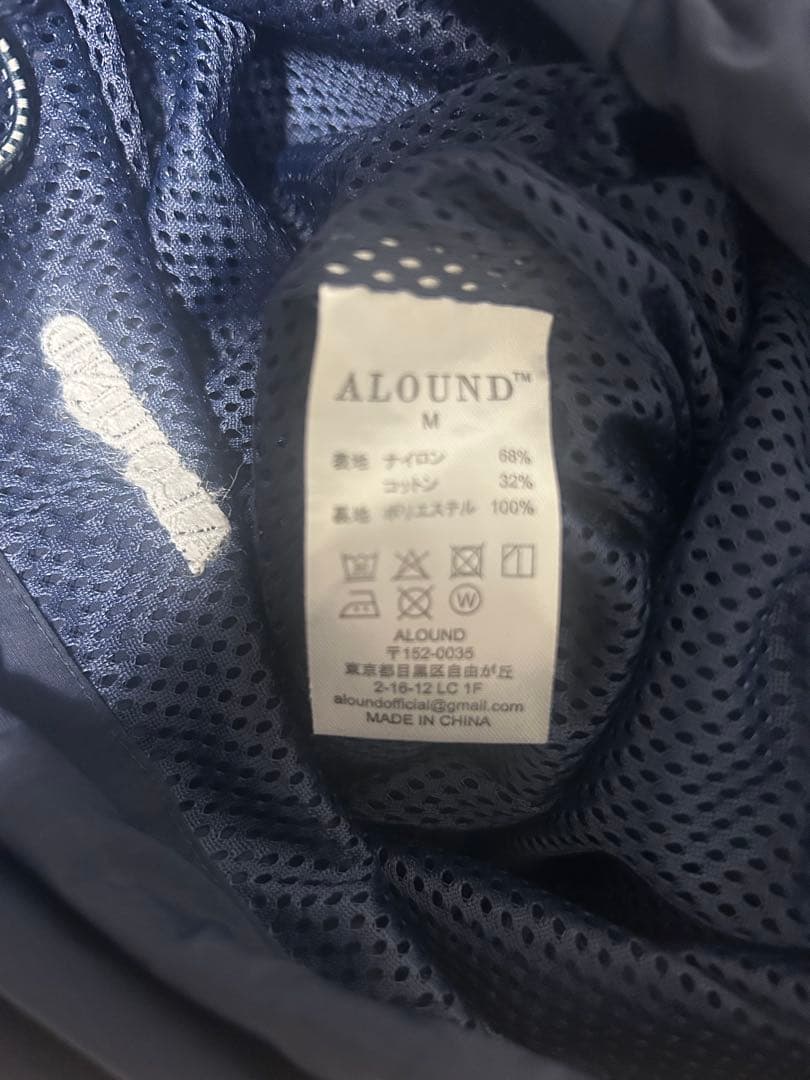 ALOUND™
M
表地 ナイロン 68%
コットン 32%
裏地 ポリエステル 100%
W
ALOUND
〒152-0035
東京都目黒区自由が丘
2-16-12 LC 1F
aloundofficial@gmail.com
MADE IN CHINA